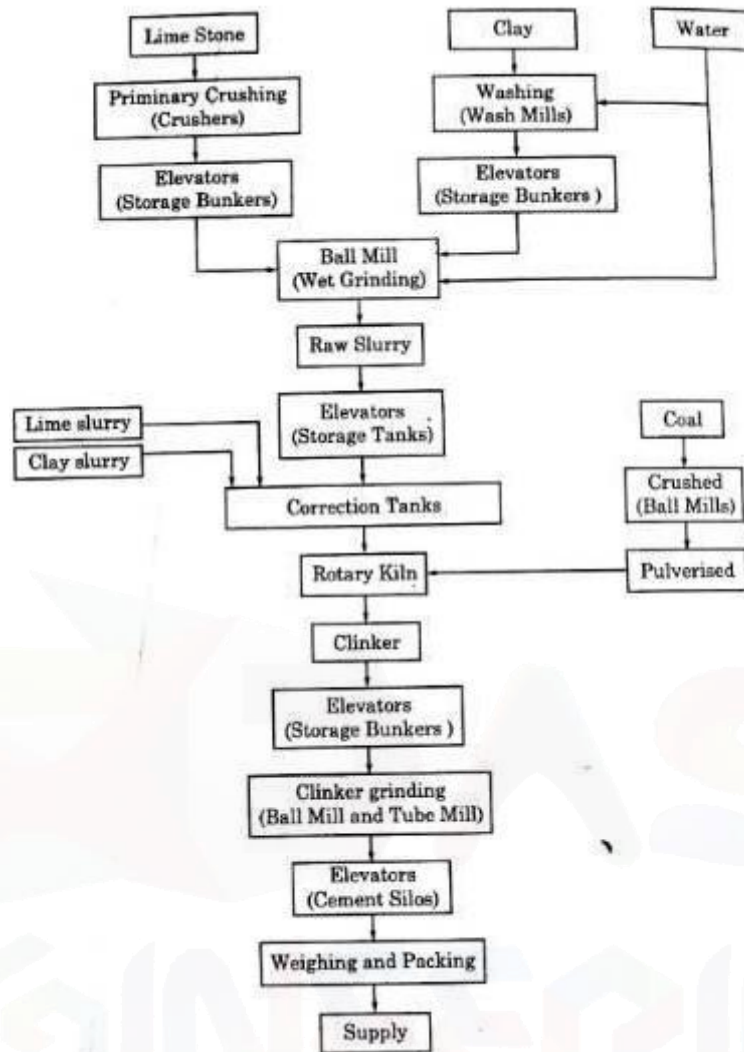 Lime Stone
Clay
Water
Priminary Crushing
(Crushers)
Washing
(Wash Mills)
Elevators
(Storage Bunkers)
Elevators
(Storage Bunkers )
Ball Mill
(Wet Grinding)
Raw Slurry
Lime slurry
Clay slurry
Elevators
(Storage Tanks)
Coal
Crushed
(Ball Mills)
Correction Tanks
Rotary Kiln
Pulverised
Clinker
Elevators
(Storage Bunkers )
Clinker grinding
(Ball Mill and Tube Mill)
Elevators
(Cement Silos)
Weighing and Packing
Supply